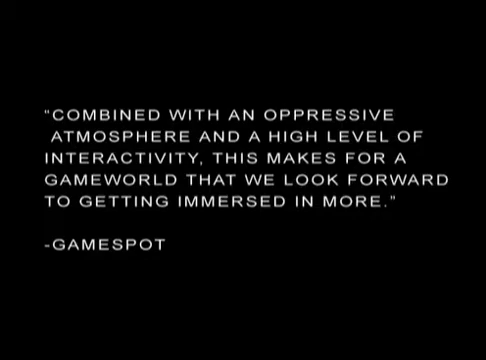 “COMBINED WITH AN OPPRESSIVE
ATMOSPHERE AND A HIGH LEVEL OF
INTERACTIVITY, THIS MAKES FOR A
GAMEWORLD THAT WE LOOK FORWARD
TO GETTING IMMERSED IN MORE.”
-GAMESPOT